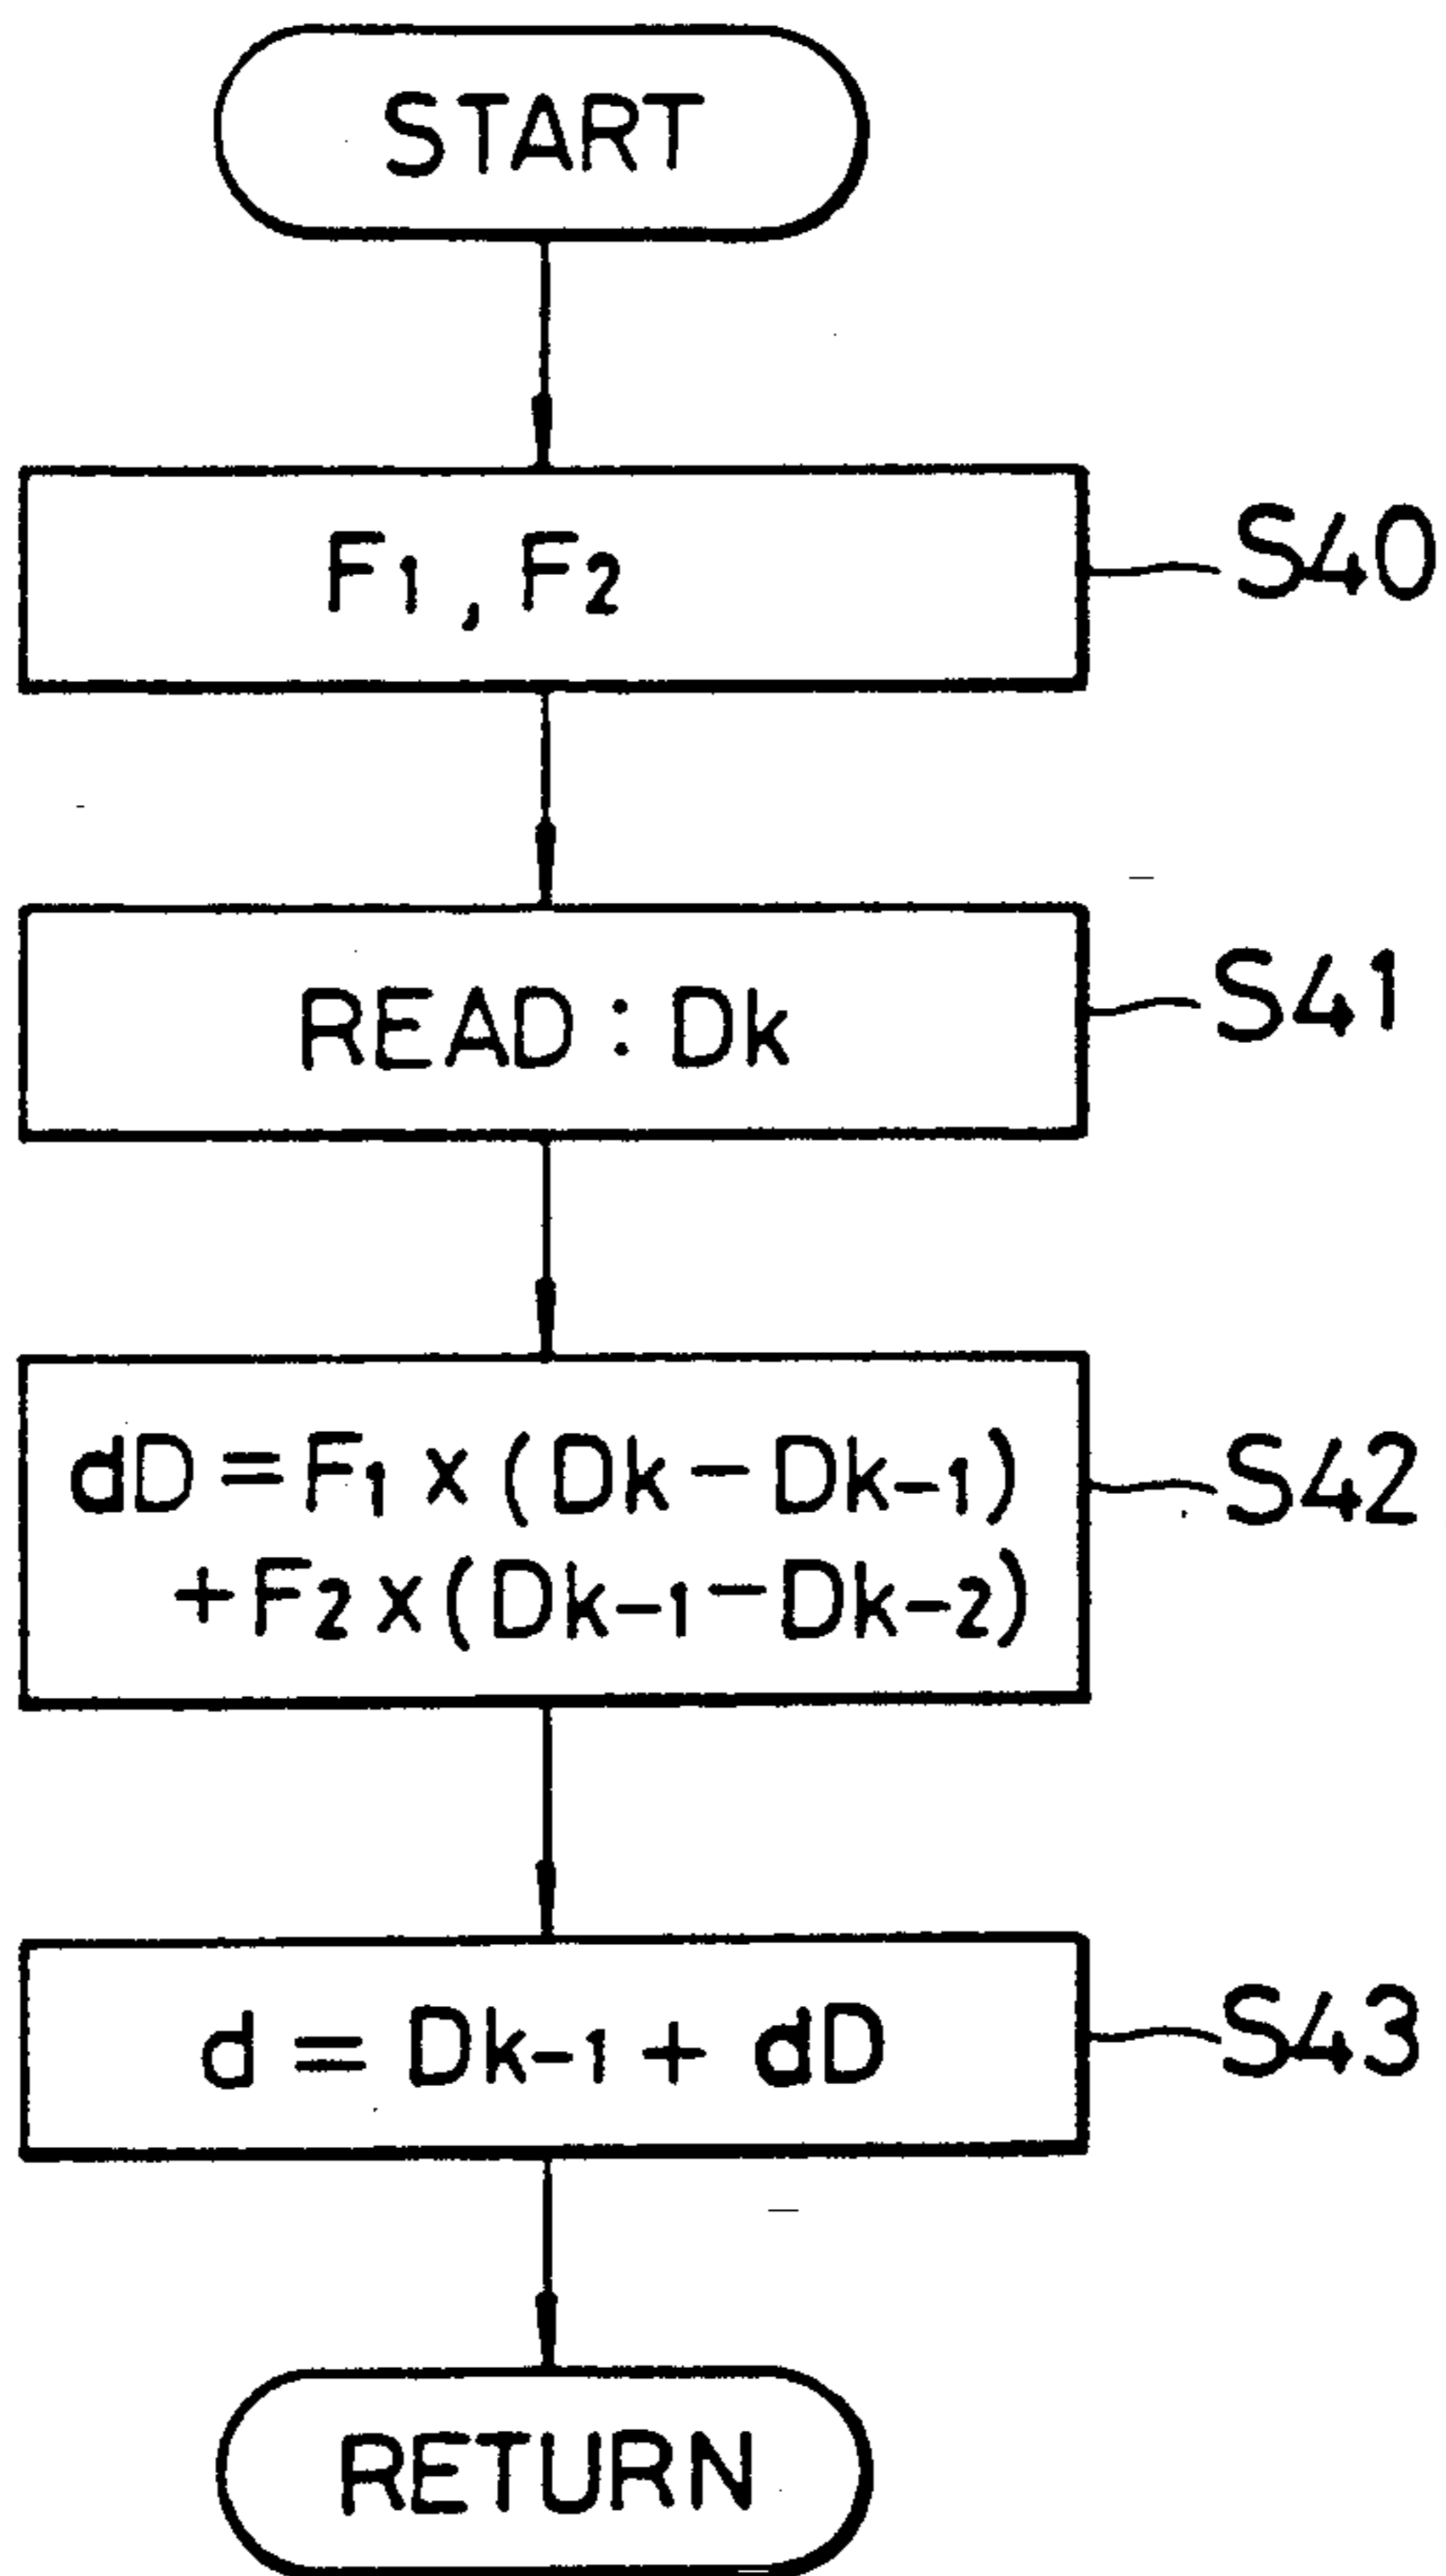 START
F1, F2
S40
READ : Dk
S41
dD = F1 x (Dk - Dk-1)
+ F2 x (Dk-1 - Dk-2)
S42
d = Dk-1 + dD
S43
RETURN